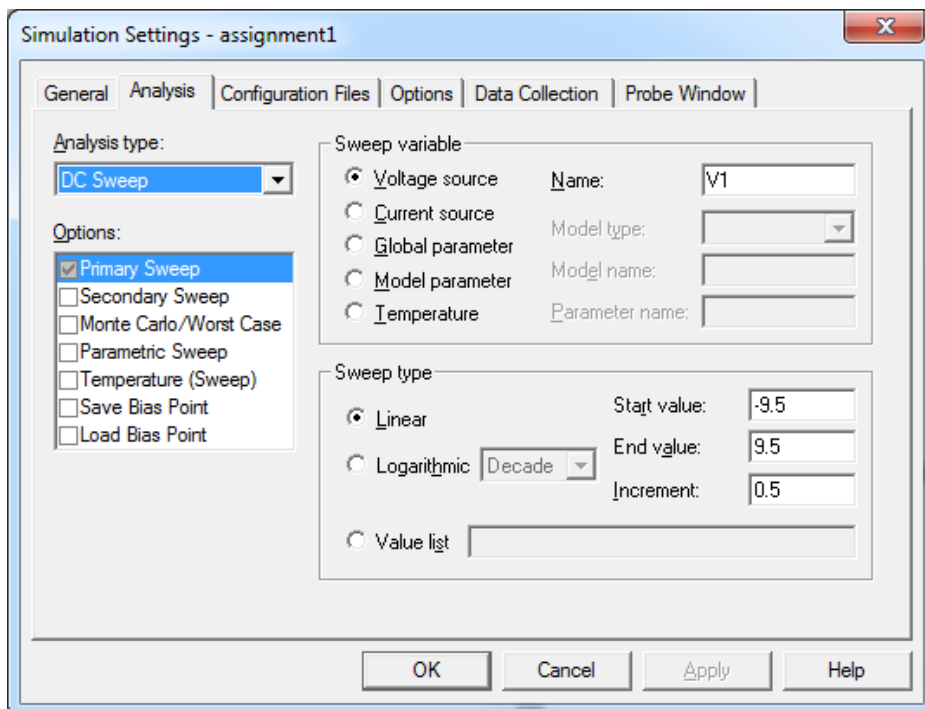 Simulation Settings - assignment1
General Analysis Configuration Files Options Data Collection Probe Window
Analysis type:
DC Sweep
Options:
Primary Sweep
Secondary Sweep
Monte Carlo/Worst Case
Parametric Sweep
Temperature (Sweep)
Save Bias Point
Load Bias Point
Sweep variable
Voltage source
Current source
Global parameter
Model parameter
Temperature
Name: V1
Model type:
Model name:
Parameter name:
Sweep type
Linear
Logarithmic Decade
Value list
Start value: -9.5
End value: 9.5
Increment: 0.5
OK Cancel Apply Help